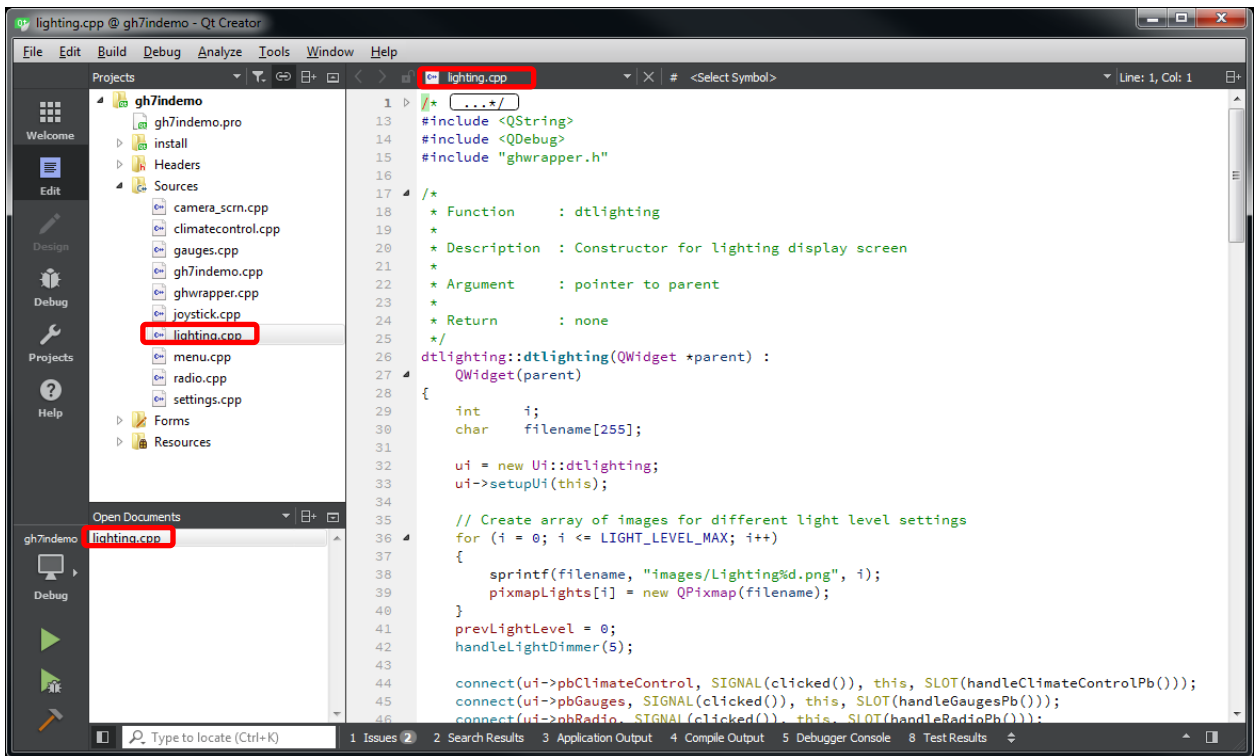 lighting.cpp @ gh7indemo - Qt Creator
File Edit Build Debug Analyze Tools Window Help
Projects
lighting.cpp
# <Select Symbol>
Line: 1, Col: 1
Welcome
Edit
Design
Debug
Projects
Help
gh7indemo
Debug
gh7indemo
gh7indemo.pro
install
Headers
Sources
camera_scrn.cpp
climatecontrol.cpp
gauges.cpp
gh7indemo.cpp
ghwrapper.cpp
joystick.cpp
lighting.cpp
menu.cpp
radio.cpp
settings.cpp
Forms
Resources
Open Documents
lighting.cpp
1 /* ...*/
13 #include <QString>
14 #include <QDebug>
15 #include "ghwrapper.h"
16
17 /*
18  * Function     : dtlighting
19  *
20  * Description  : Constructor for lighting display screen
21  *
22  * Argument     : pointer to parent
23  *
24  * Return       : none
25  */
26 dtlighting::dtlighting(QWidget *parent) :
27     QWidget(parent)
28 {
29     int     i;
30     char    filename[255];
31
32     ui = new Ui::dtlighting;
33     ui->setupUi(this);
34
35     // Create array of images for different light level settings
36     for (i = 0; i <= LIGHT_LEVEL_MAX; i++)
37     {
38         sprintf(filename, "images/Lighting%d.png", i);
39         pixmapLights[i] = new QPixmap(filename);
40     }
41     prevLightLevel = 0;
42     handleLightDimmer(5);
43
44     connect(ui->pbClimateControl, SIGNAL(clicked()), this, SLOT(handleClimateControlPb()));
45     connect(ui->pbGauges, SIGNAL(clicked()), this, SLOT(handleGaugesPb()));
46     connect(ui->pbRadio, SIGNAL(clicked()), this, SLOT(handleRadioPb()));
Type to locate (Ctrl+K)
1 Issues 2
2 Search Results
3 Application Output
4 Compile Output
5 Debugger Console
8 Test Results